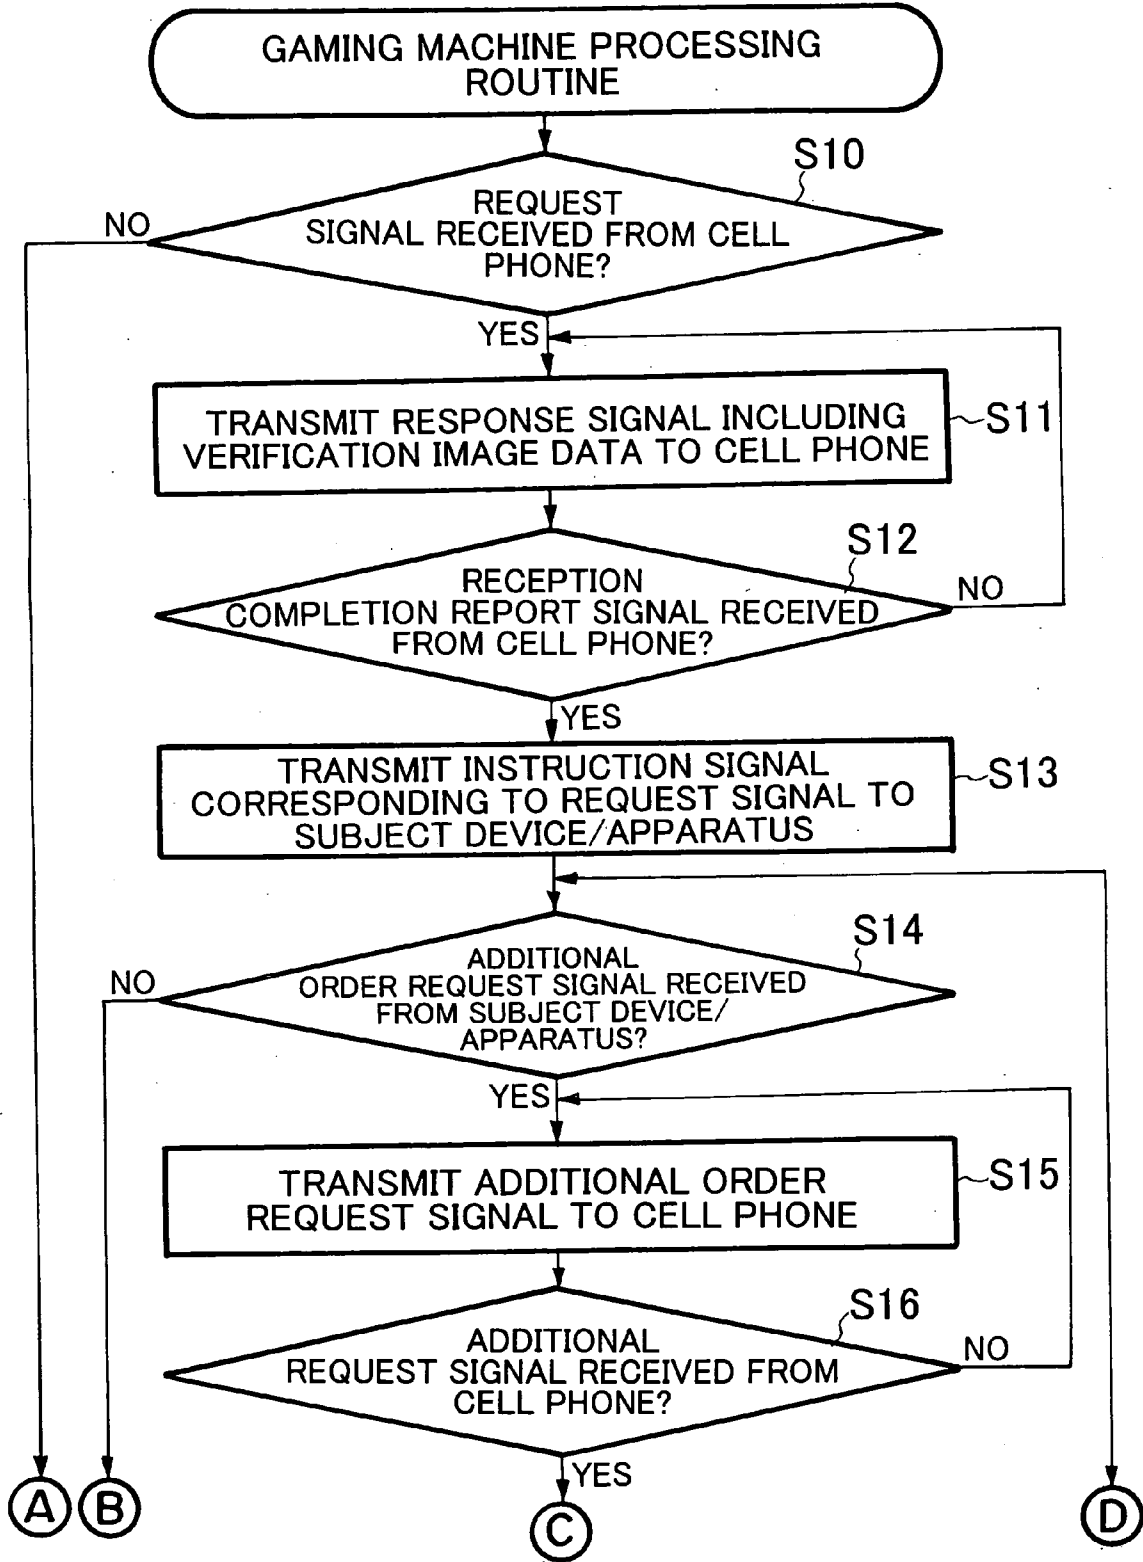 GAMING MACHINE PROCESSING
ROUTINE
S10
REQUEST
SIGNAL RECEIVED FROM CELL
PHONE?
NO
YES
TRANSMIT RESPONSE SIGNAL INCLUDING
VERIFICATION IMAGE DATA TO CELL PHONE
S11
S12
RECEPTION
COMPLETION REPORT SIGNAL RECEIVED
FROM CELL PHONE?
NO
YES
TRANSMIT INSTRUCTION SIGNAL
CORRESPONDING TO REQUEST SIGNAL TO
SUBJECT DEVICE/APPARATUS
S13
S14
ADDITIONAL
ORDER REQUEST SIGNAL RECEIVED
FROM SUBJECT DEVICE/
APPARATUS?
NO
YES
TRANSMIT ADDITIONAL ORDER
REQUEST SIGNAL TO CELL PHONE
S15
S16
ADDITIONAL
REQUEST SIGNAL RECEIVED FROM
CELL PHONE?
NO
YES
A
B
C
D